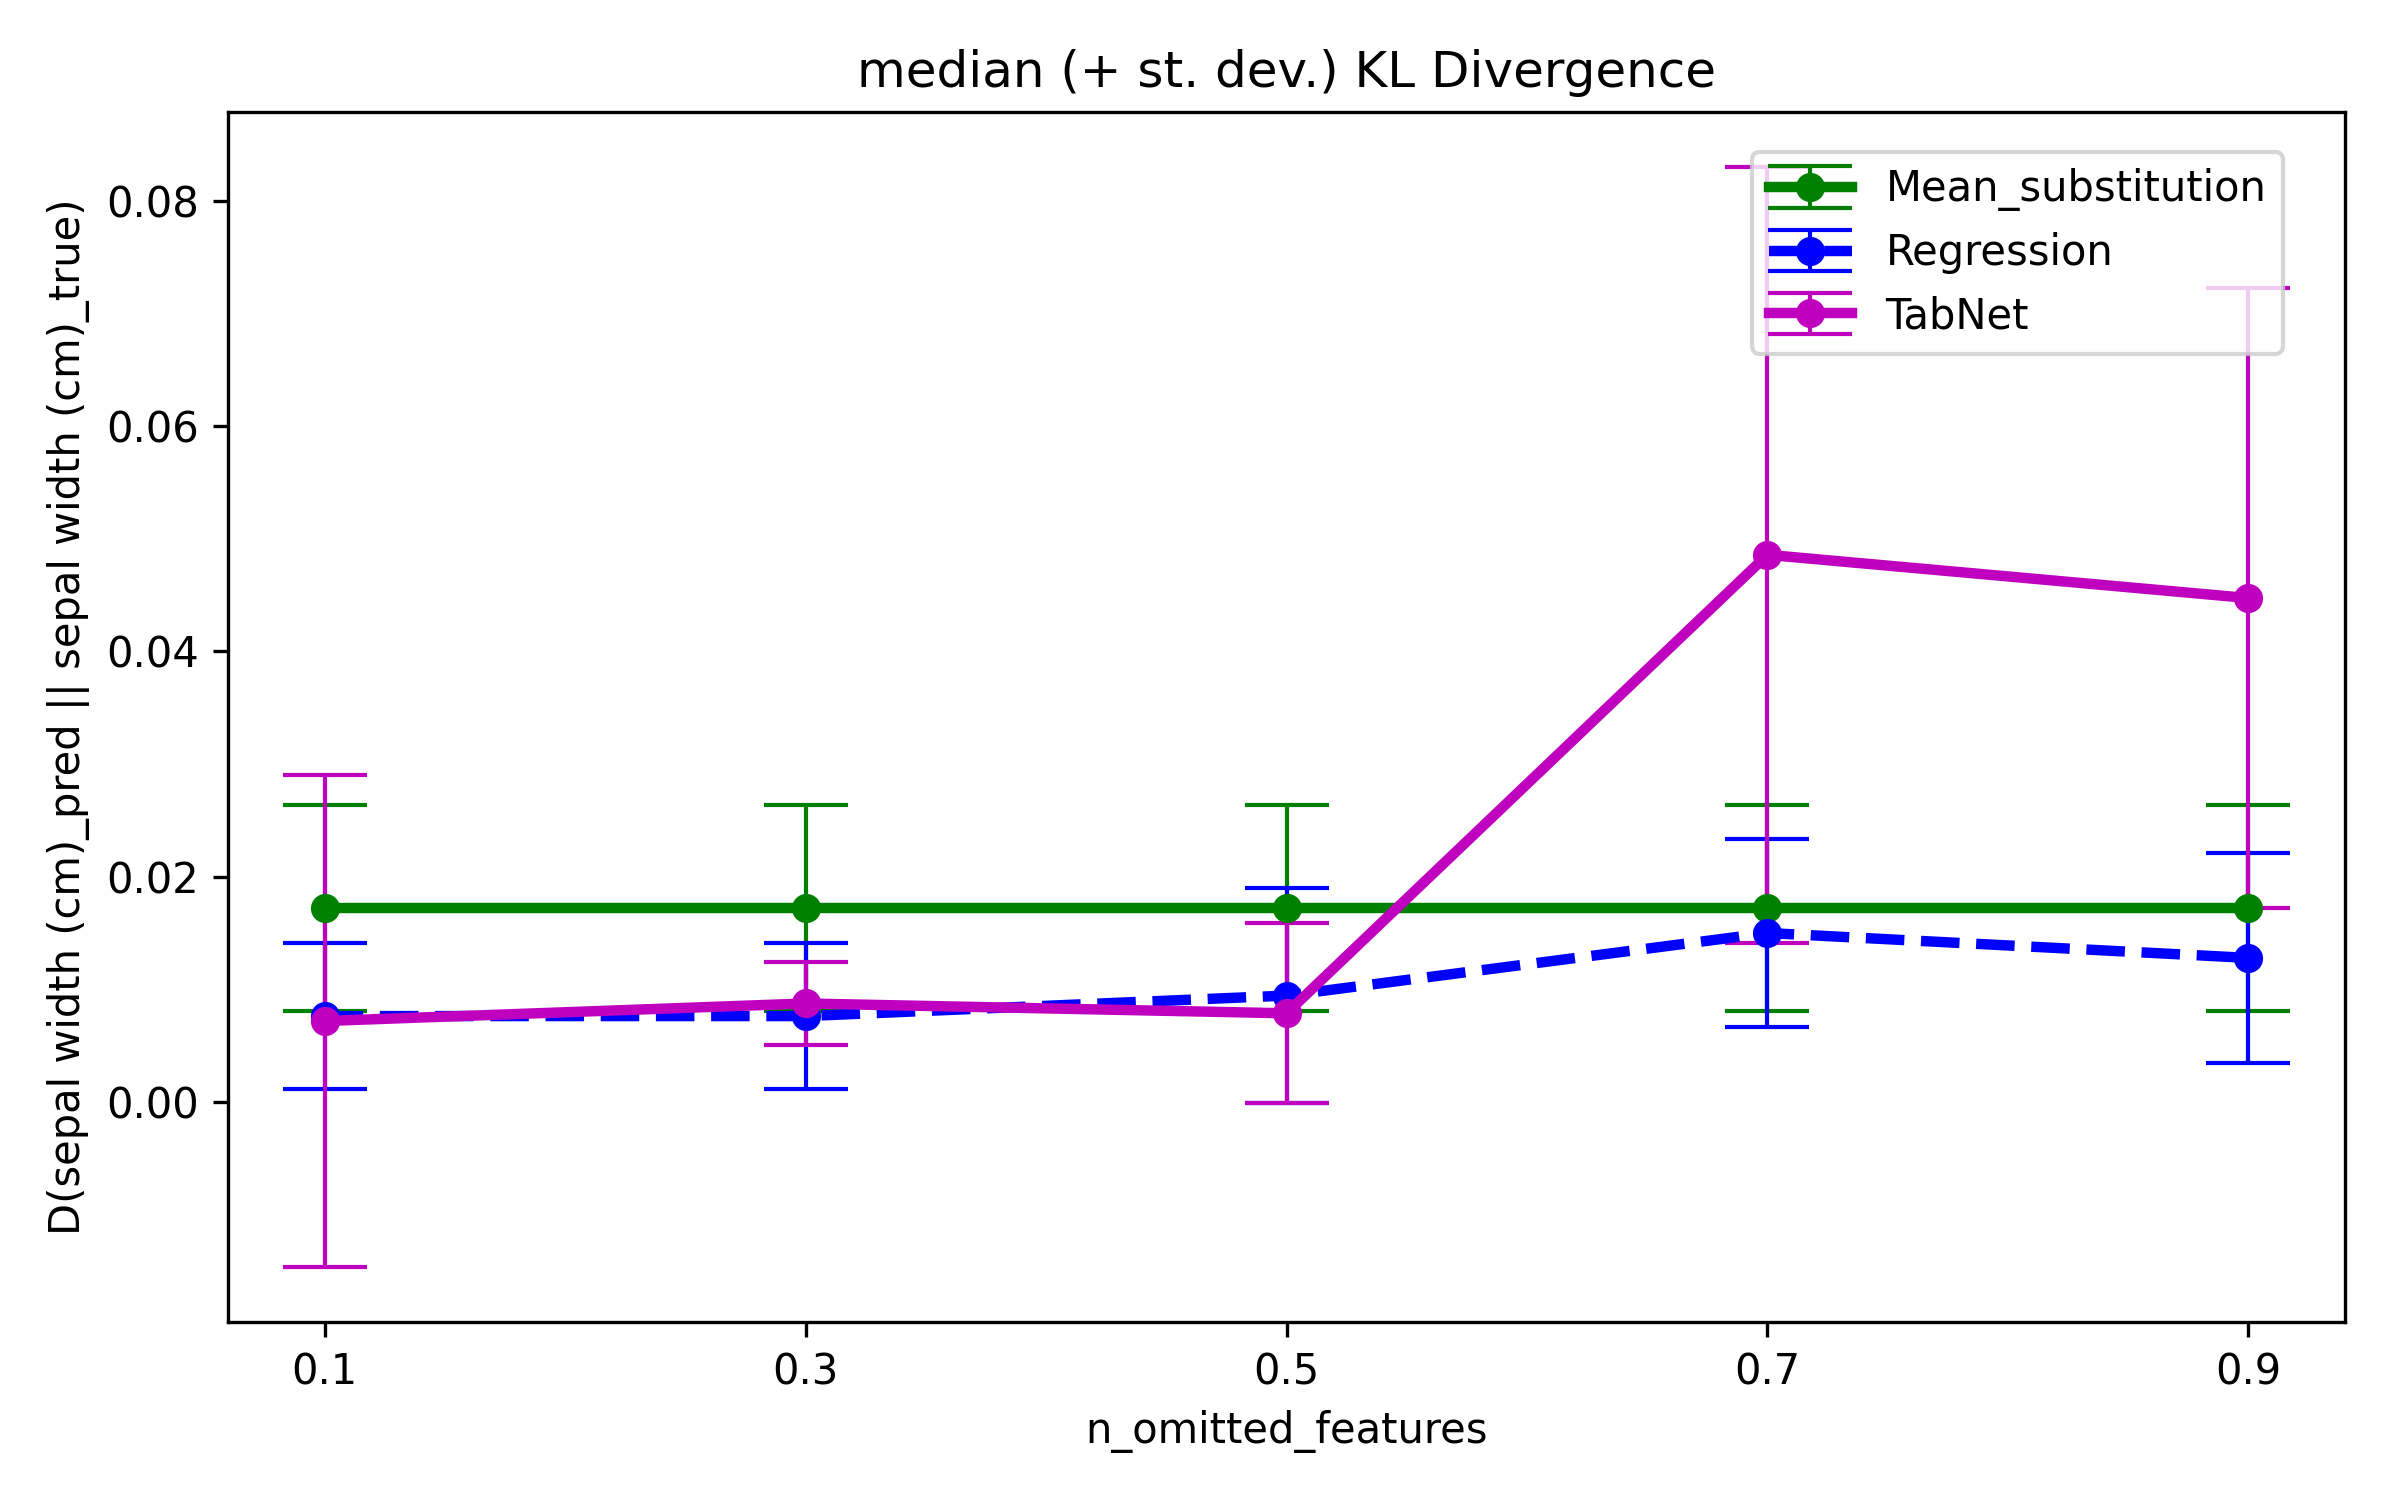 median (+ st. dev.) KL Divergence
D(sepal width (cm)_pred || sepal width (cm)_true)
0.08
0.06
0.04
0.02
0.00
Mean_substitution
Regression
TabNet
0.1 0.3 0.5 0.7 0.9
n_omitted_features